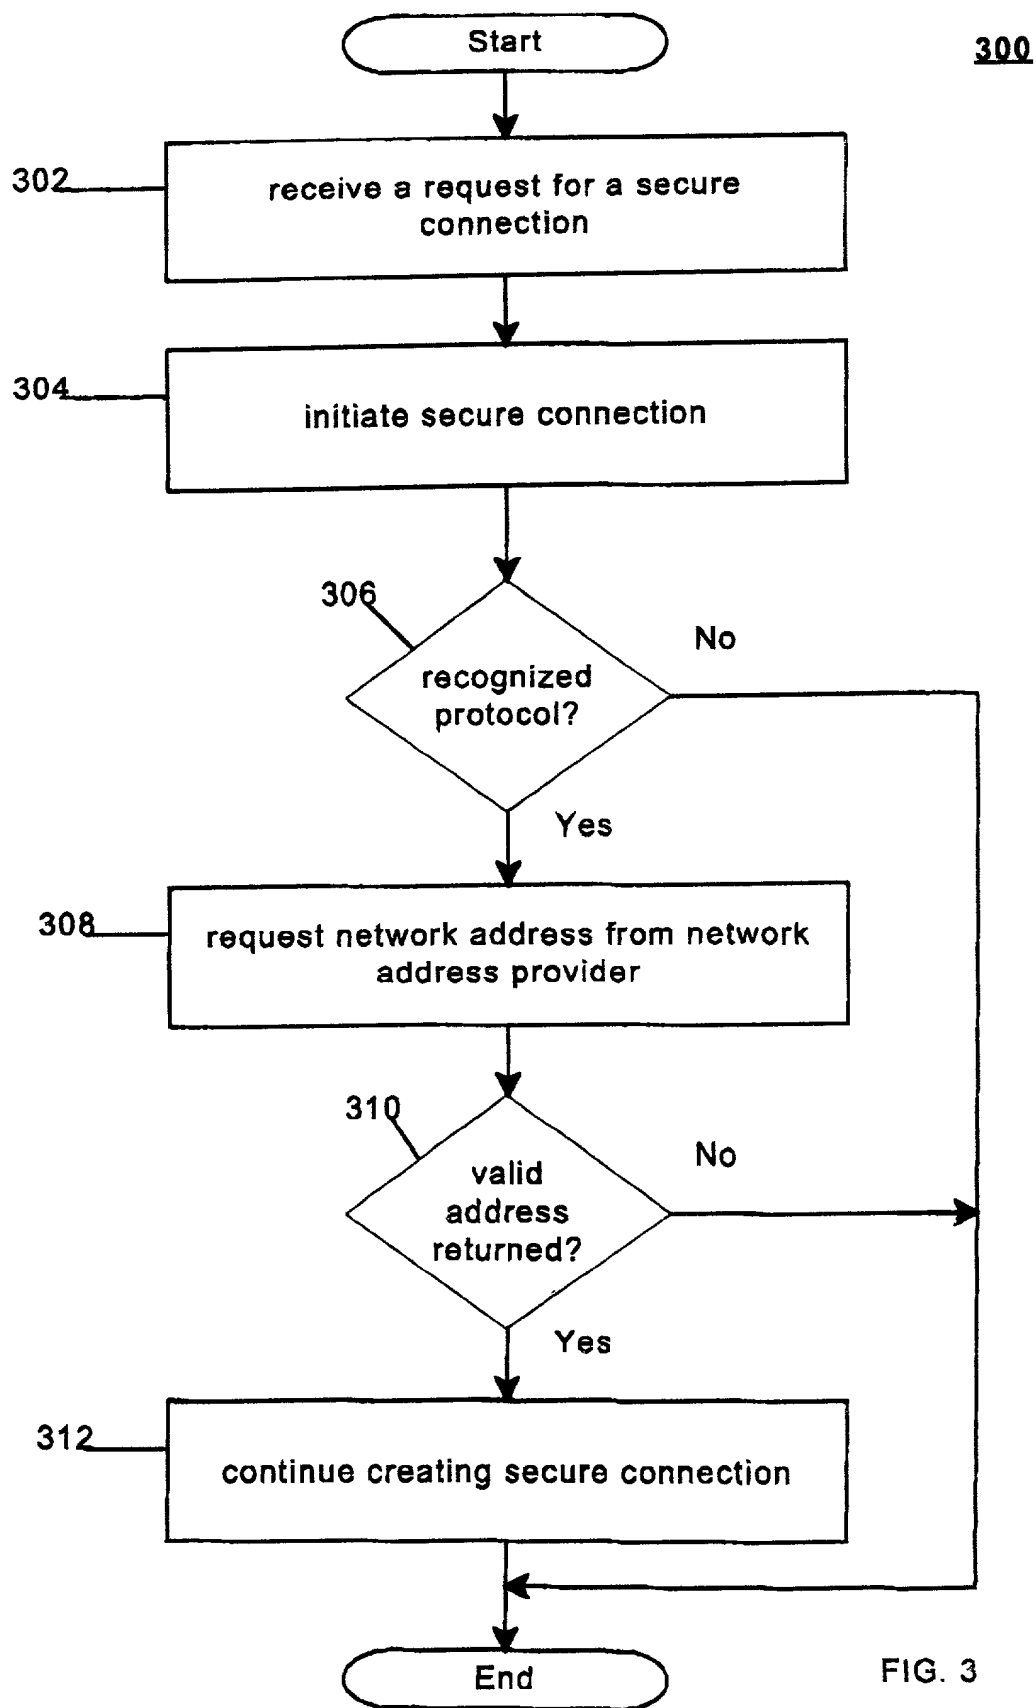 Start
300
302
receive a request for a secure
connection
304
initiate secure connection
306
No
recognized
protocol?
Yes
308
request network address from network
address provider
310
No
valid
address
returned?
Yes
312
continue creating secure connection
End
FIG. 3